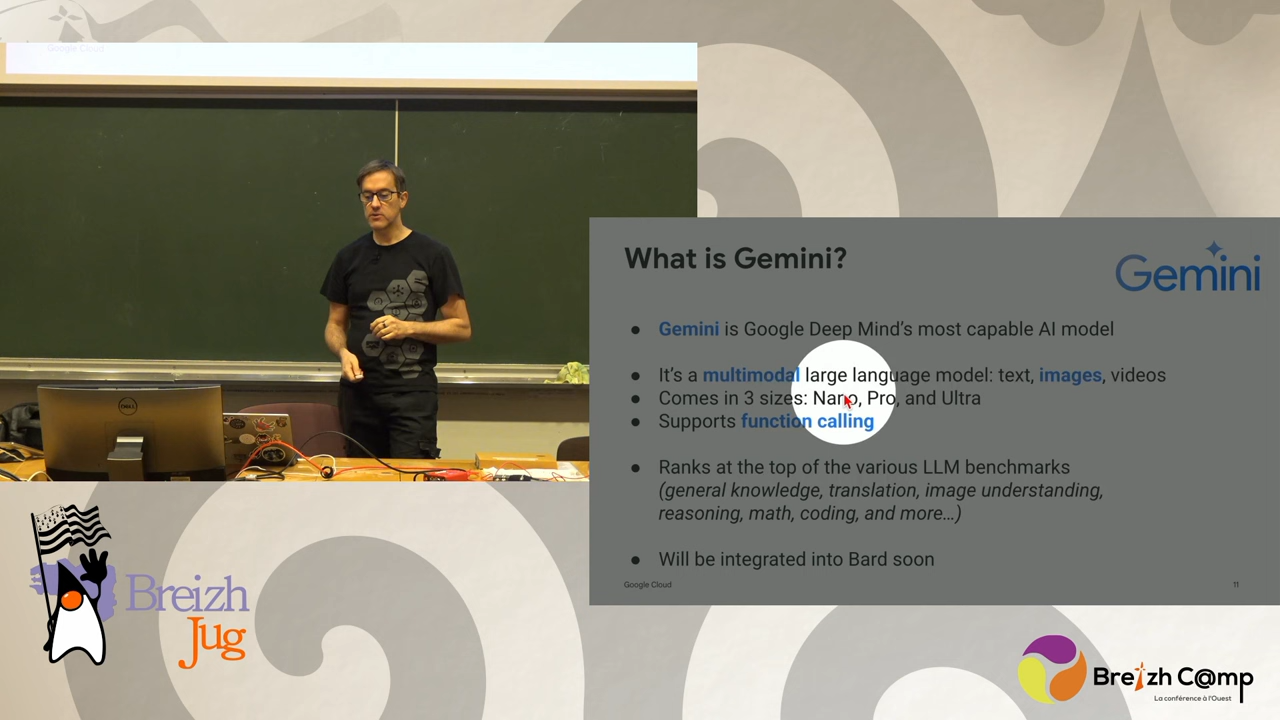 Google Cloud
DELL
What is Gemini?
Gemini
● Gemini is Google Deep Mind's most capable AI model
● It's a multimodal large language model: text, images, videos
● Comes in 3 sizes: Nano, Pro, and Ultra
● Supports function calling
● Ranks at the top of the various LLM benchmarks
(general knowledge, translation, image understanding,
reasoning, math, coding, and more…)
● Will be integrated into Bard soon
Google Cloud
11
Breizh
Jug
Breizh C@mp
La conférence à l'Ouest